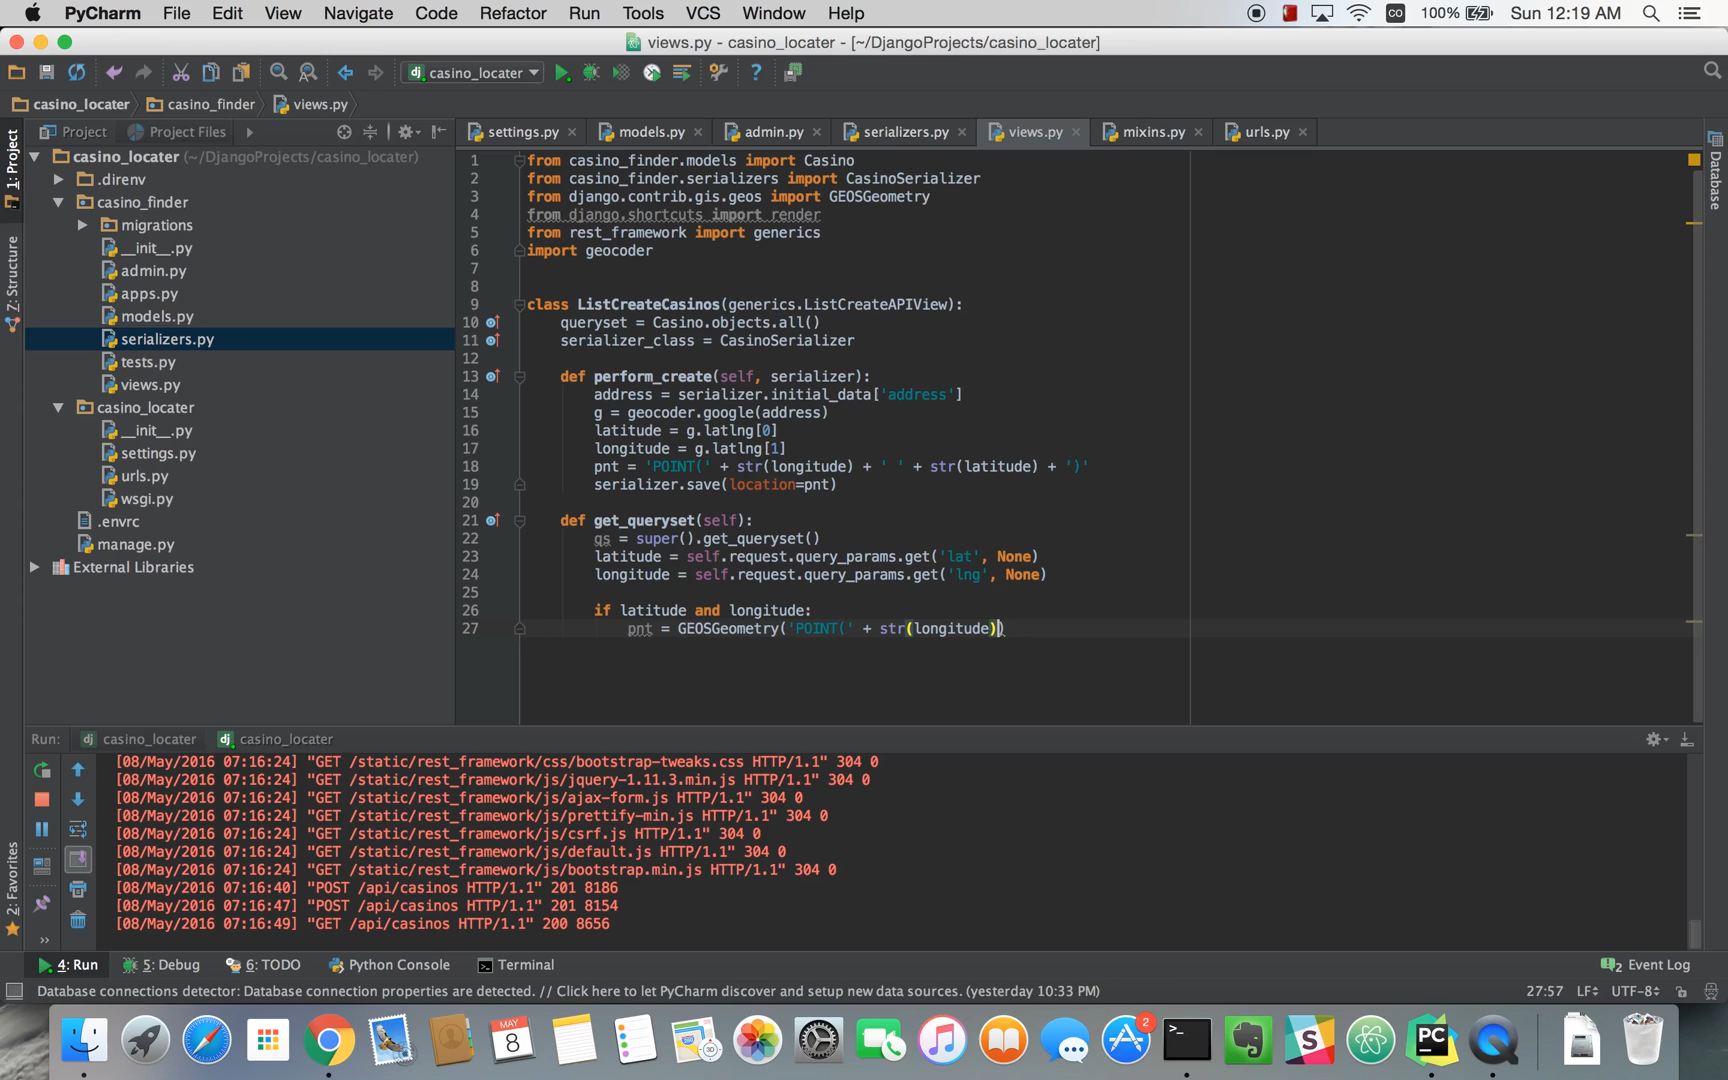 PyCharm File Edit View Navigate Code Refactor Run Tools VCS Window Help CO 100% Sun 12:19 AM
views.py - casino_locater - [~/DjangoProjects/casino_locater]
dj casino_locater
casino_locater casino_finder views.py
1: Project
Z: Structure
2: Favorites
Database
Project Project Files
casino_locater (~/DjangoProjects/casino_locater)
.direnv
casino_finder
migrations
__init__.py
admin.py
apps.py
models.py
serializers.py
tests.py
views.py
casino_locater
__init__.py
settings.py
urls.py
wsgi.py
.envrc
manage.py
External Libraries
settings.py models.py admin.py serializers.py views.py mixins.py urls.py
1 from casino_finder.models import Casino
2 from casino_finder.serializers import CasinoSerializer
3 from django.contrib.gis.geos import GEOSGeometry
4 from django.shortcuts import render
5 from rest_framework import generics
6 import geocoder
7
8
9 class ListCreateCasinos(generics.ListCreateAPIView):
10 queryset = Casino.objects.all()
11 serializer_class = CasinoSerializer
12
13 def perform_create(self, serializer):
14 address = serializer.initial_data['address']
15 g = geocoder.google(address)
16 latitude = g.latlng[0]
17 longitude = g.latlng[1]
18 pnt = 'POINT(' + str(longitude) + ' ' + str(latitude) + ')'
19 serializer.save(location=pnt)
20
21 def get_queryset(self):
22 qs = super().get_queryset()
23 latitude = self.request.query_params.get('lat', None)
24 longitude = self.request.query_params.get('lng', None)
25
26 if latitude and longitude:
27 pnt = GEOSGeometry('POINT(' + str(longitude))
Run: dj casino_locater dj casino_locater
[08/May/2016 07:16:24] "GET /static/rest_framework/css/bootstrap-tweaks.css HTTP/1.1" 304 0
[08/May/2016 07:16:24] "GET /static/rest_framework/js/jquery-1.11.3.min.js HTTP/1.1" 304 0
[08/May/2016 07:16:24] "GET /static/rest_framework/js/ajax-form.js HTTP/1.1" 304 0
[08/May/2016 07:16:24] "GET /static/rest_framework/js/prettify-min.js HTTP/1.1" 304 0
[08/May/2016 07:16:24] "GET /static/rest_framework/js/csrf.js HTTP/1.1" 304 0
[08/May/2016 07:16:24] "GET /static/rest_framework/js/default.js HTTP/1.1" 304 0
[08/May/2016 07:16:24] "GET /static/rest_framework/js/bootstrap.min.js HTTP/1.1" 304 0
[08/May/2016 07:16:40] "POST /api/casinos HTTP/1.1" 201 8186
[08/May/2016 07:16:47] "POST /api/casinos HTTP/1.1" 201 8154
[08/May/2016 07:16:49] "GET /api/casinos HTTP/1.1" 200 8656
4: Run 5: Debug 6: TODO Python Console Terminal 2 Event Log
Database connections detector: Database connection properties are detected. // Click here to let PyCharm discover and setup new data sources. (yesterday 10:33 PM) 27:57 LF UTF-8
MAY
8
2
PC